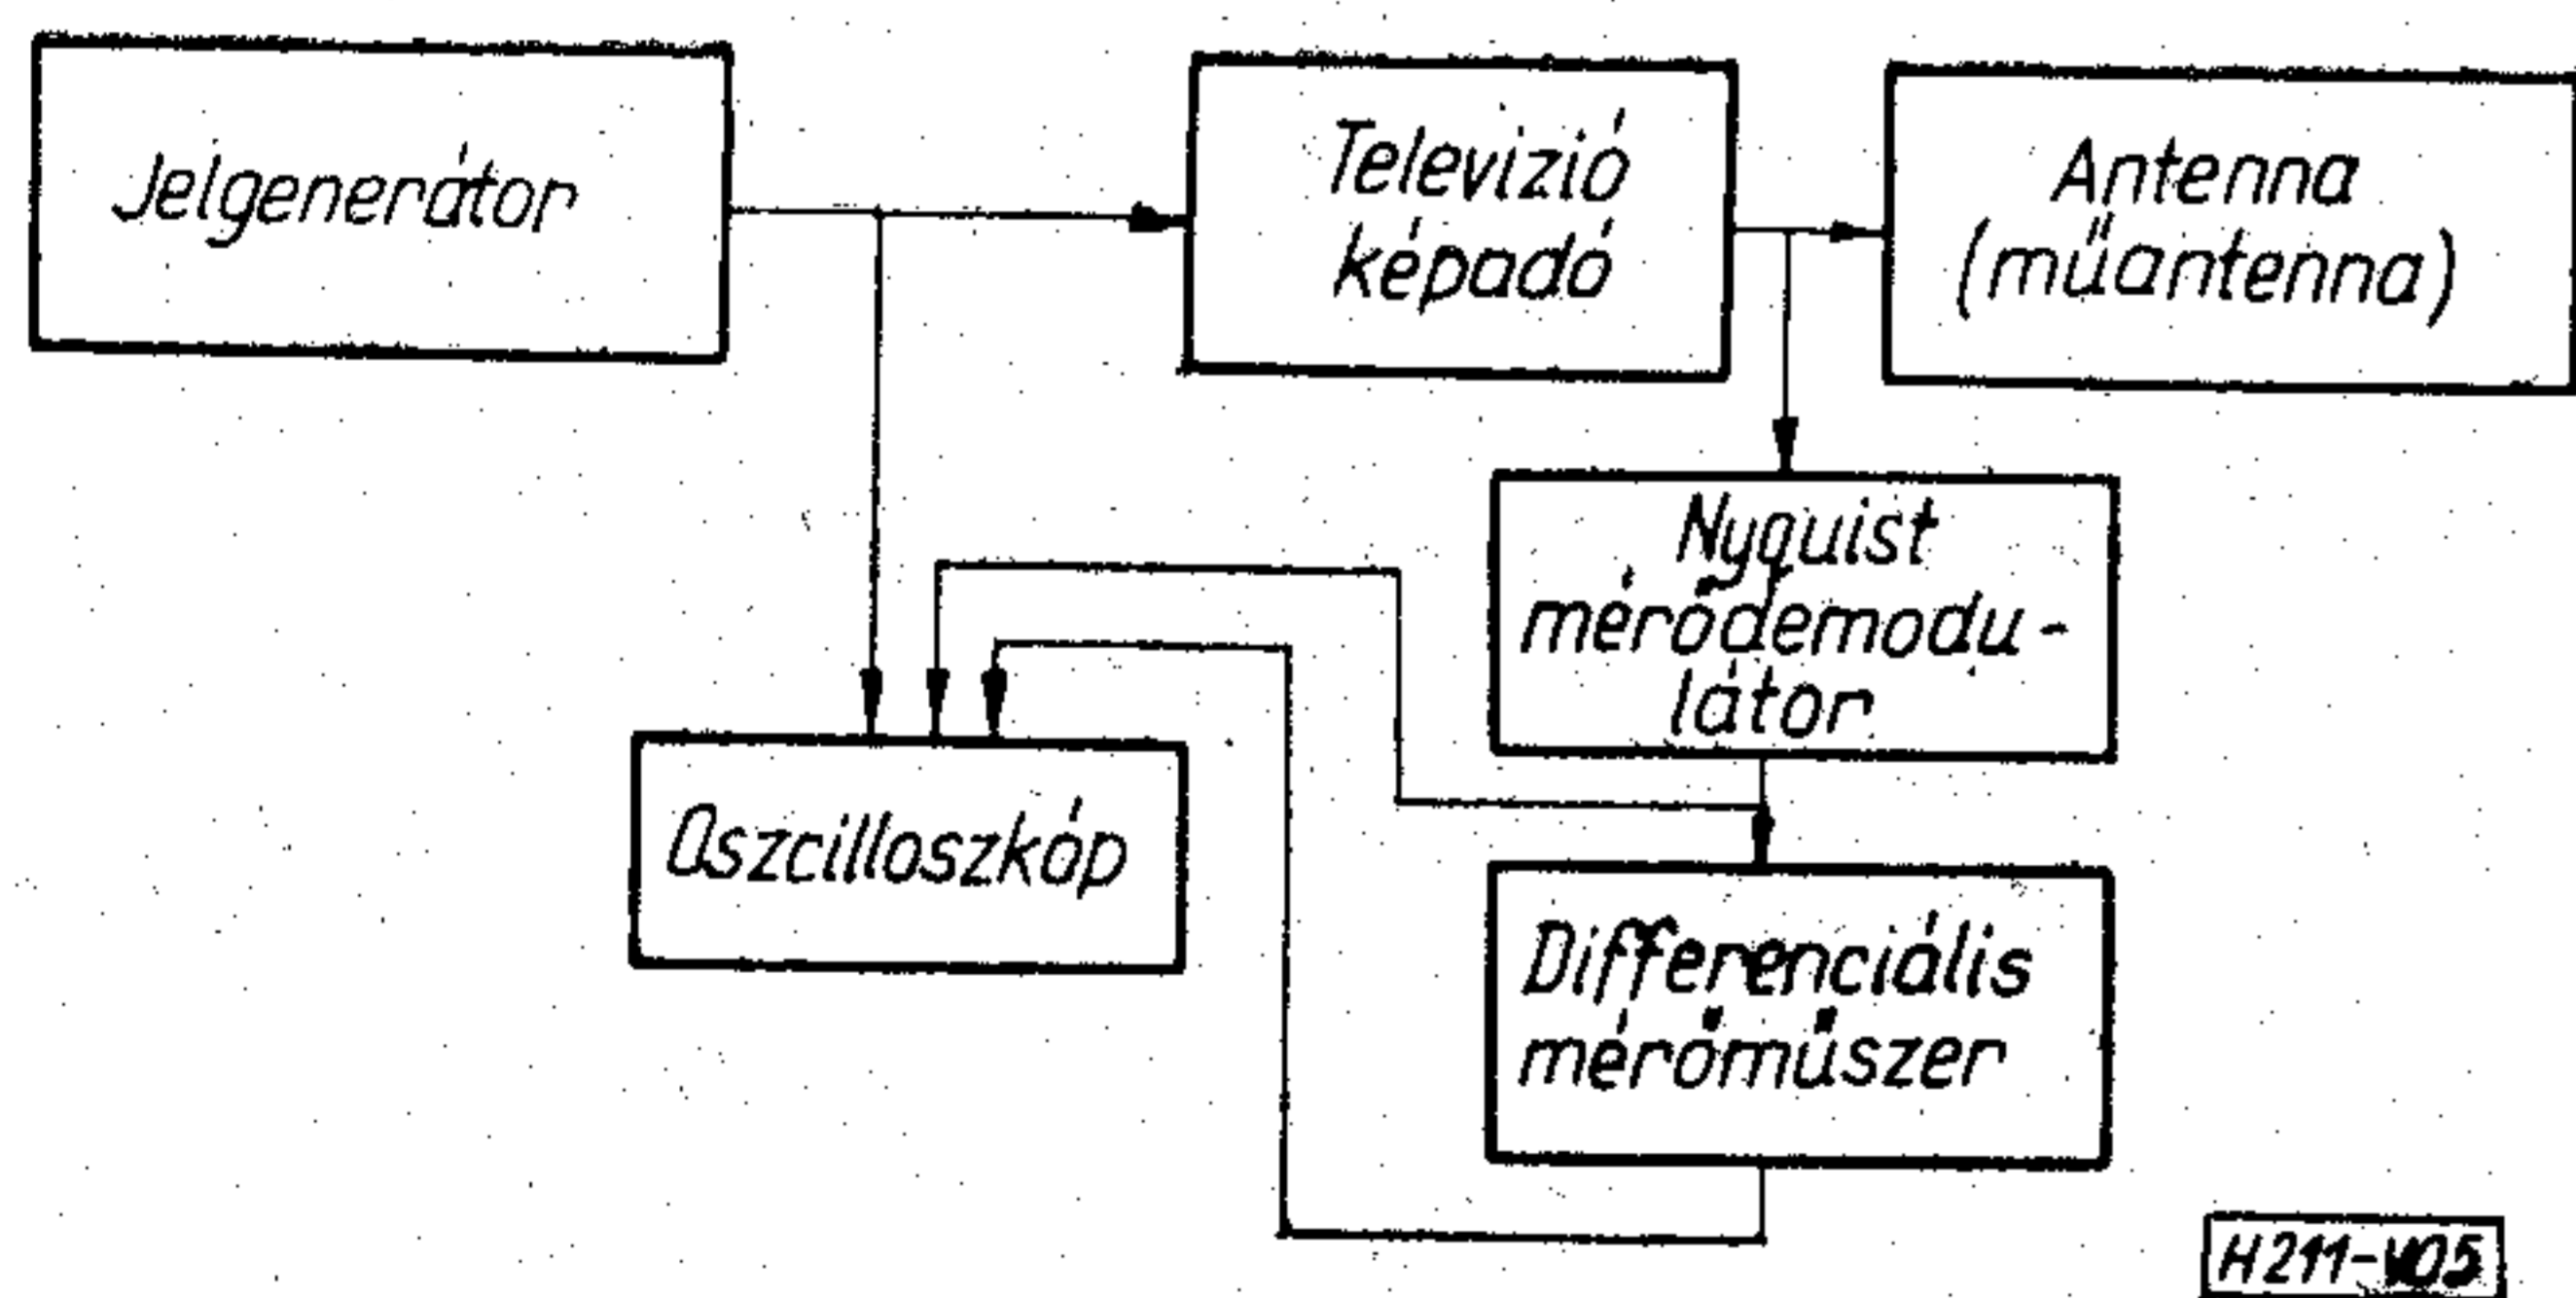 Jelgenerátor
Televizió
képadó
Antenna
(műantenna)
Nyquist
mérődemodu-
látor
Oszcilloszkóp
Differenciális
mérőműszer
H211-V05